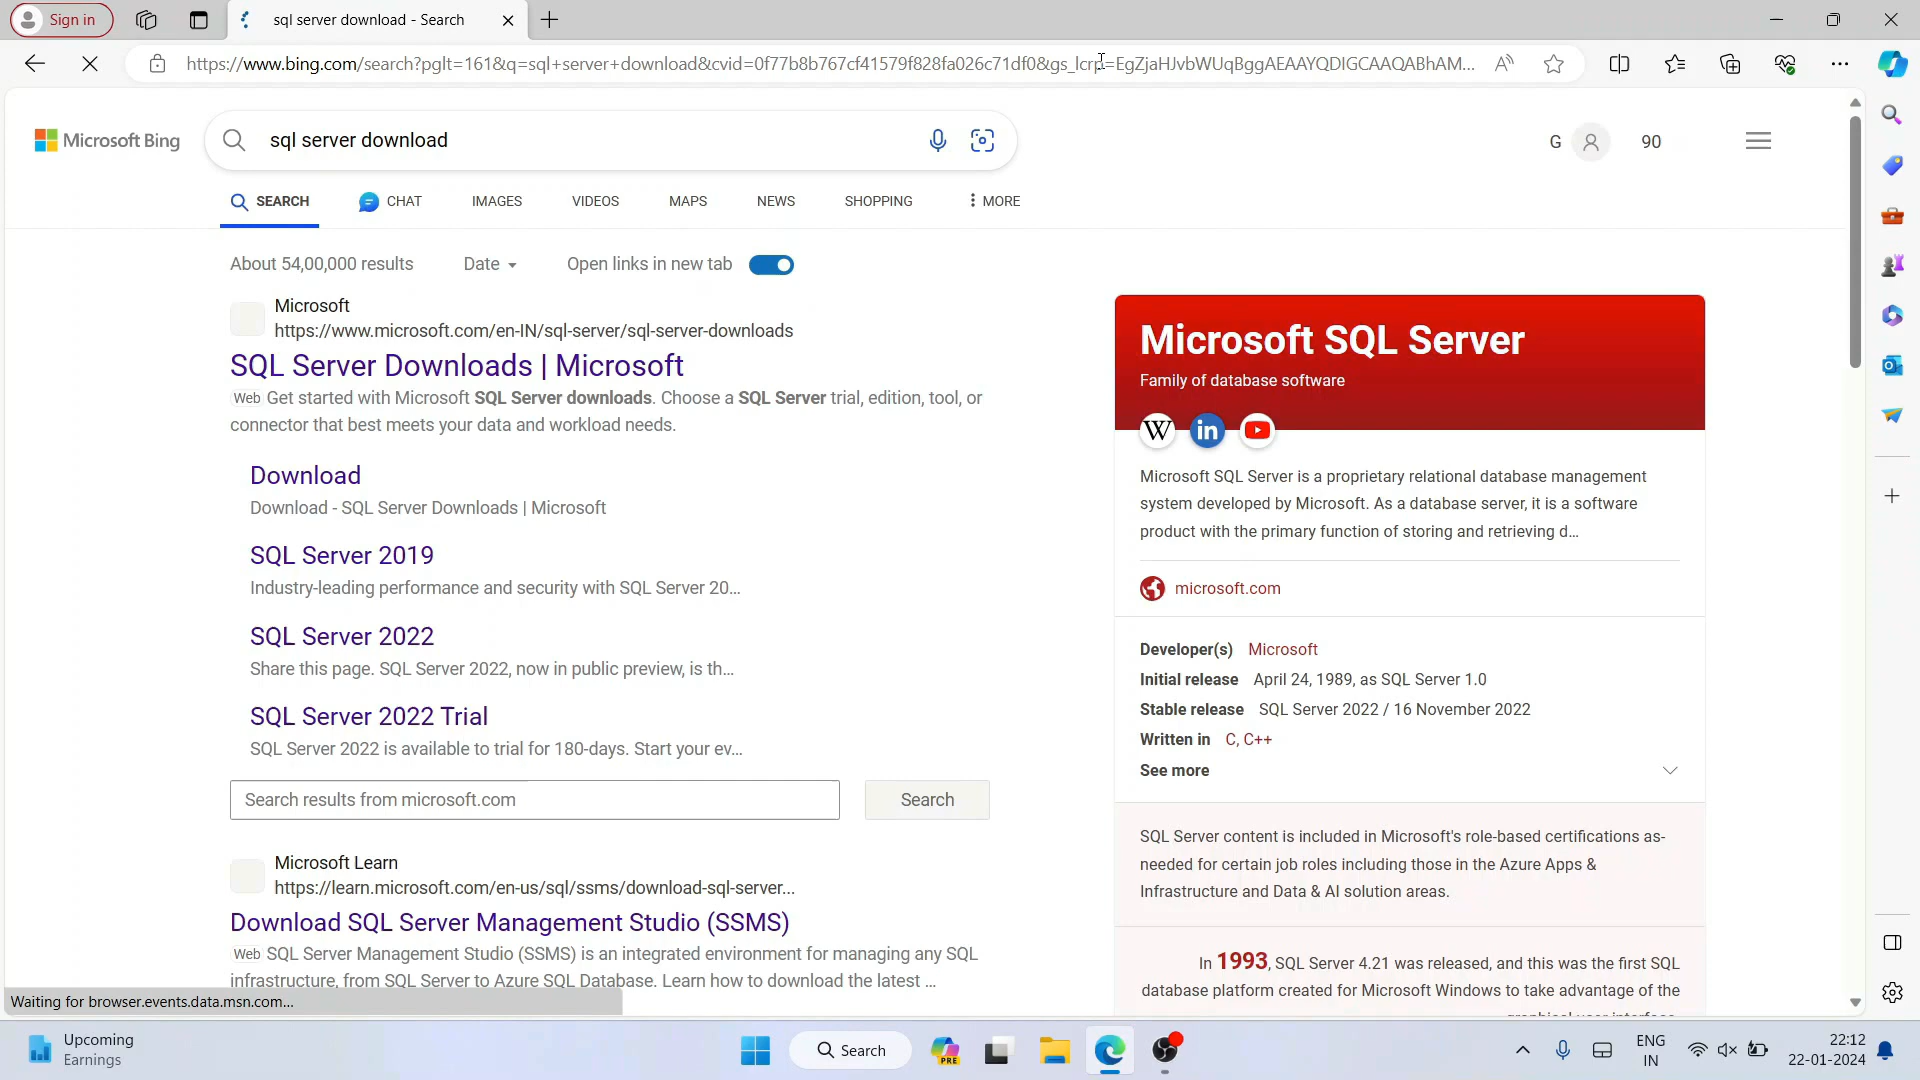 Sign in
sql server download - Search
https://www.bing.com/search?pglt=161&q=sql+server+download&cvid=0f77b8b767cf41579f828fa026c71df0&gs_lcrp=EgZjaHJvbWUqBggAEAAYQDIGCAAQABhAM...
Microsoft Bing
sql server download
G
90
SEARCH
CHAT
IMAGES
VIDEOS
MAPS
NEWS
SHOPPING
MORE
About 54,00,000 results
Date
Open links in new tab
Microsoft
https://www.microsoft.com/en-IN/sql-server/sql-server-downloads
SQL Server Downloads | Microsoft
Web Get started with Microsoft SQL Server downloads. Choose a SQL Server trial, edition, tool, or
connector that best meets your data and workload needs.
Download
Download - SQL Server Downloads | Microsoft
SQL Server 2019
Industry-leading performance and security with SQL Server 20...
SQL Server 2022
Share this page. SQL Server 2022, now in public preview, is th...
SQL Server 2022 Trial
SQL Server 2022 is available to trial for 180-days. Start your ev...
Search results from microsoft.com
Search
Microsoft Learn
https://learn.microsoft.com/en-us/sql/ssms/download-sql-server...
Download SQL Server Management Studio (SSMS)
Web SQL Server Management Studio (SSMS) is an integrated environment for managing any SQL
infrastructure, from SQL Server to Azure SQL Database. Learn how to download the latest ...
Microsoft SQL Server
Family of database software
W
in
Microsoft SQL Server is a proprietary relational database management
system developed by Microsoft. As a database server, it is a software
product with the primary function of storing and retrieving d...
microsoft.com
Developer(s) Microsoft
Initial release April 24, 1989, as SQL Server 1.0
Stable release SQL Server 2022 / 16 November 2022
Written in C, C++
See more
SQL Server content is included in Microsoft's role-based certifications as-
needed for certain job roles including those in the Azure Apps &
Infrastructure and Data & AI solution areas.
In 1993, SQL Server 4.21 was released, and this was the first SQL
database platform created for Microsoft Windows to take advantage of the
Waiting for browser.events.data.msn.com...
Upcoming
Earnings
Search
PRE
ENG
IN
22:12
22-01-2024